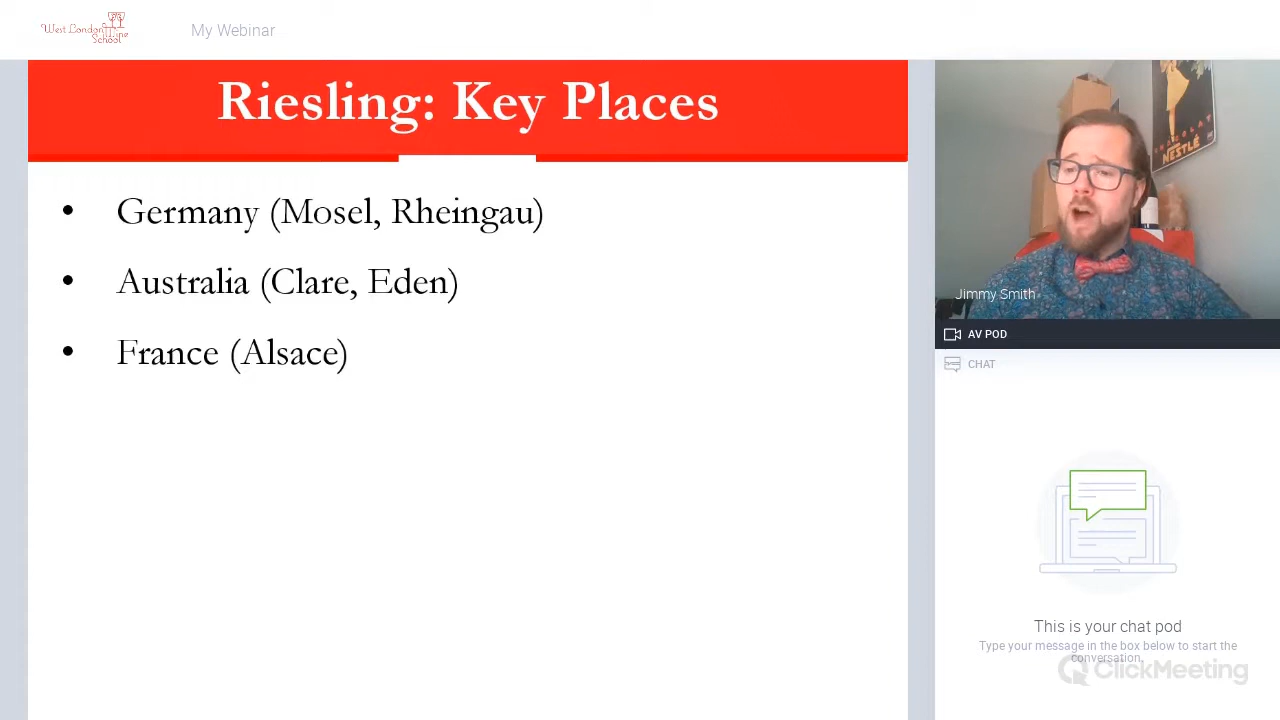 West London
Wine
School
My Webinar
Riesling: Key Places
• Germany (Mosel, Rheingau)
• Australia (Clare, Eden)
• France (Alsace)
NESTLÉ
Jimmy Smith
AV POD
CHAT
This is your chat pod
Type your message in the box below to start the
conversation.
ClickMeeting